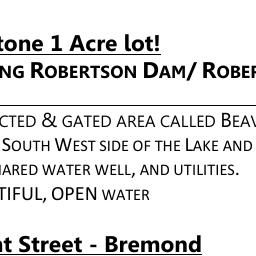 tone 1 Acre lot!
NG ROBERTSON DAM/ ROBER
CTED & GATED AREA CALLED BEAV
SOUTH WEST SIDE OF THE LAKE AND
ARED WATER WELL, AND UTILITIES.
TIFUL, OPEN WATER
t Street - Bremond